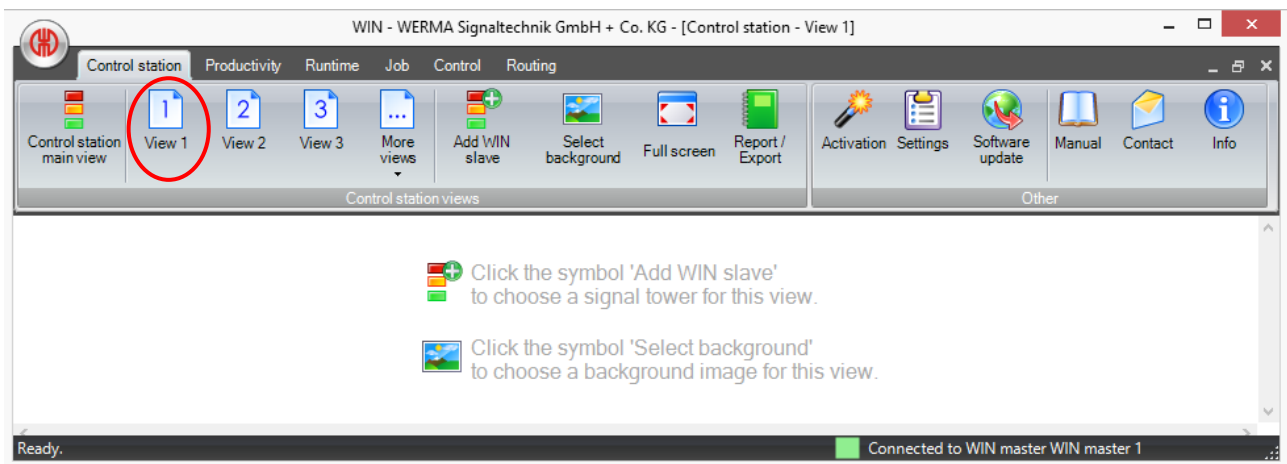 WIN - WERMA Signaltechnik GmbH + Co. KG - [Control station - View 1]
Control station Productivity Runtime Job Control Routing
Control station
main view
1
View 1
2
View 2
3
View 3
...
More
views
Add WIN
slave
Select
background
Full screen
Report /
Export
Activation
Settings
Software
update
Manual
Contact
i
Info
Control station views
Other
Click the symbol 'Add WIN slave'
to choose a signal tower for this view.
Click the symbol 'Select background'
to choose a background image for this view.
Ready.
Connected to WIN master WIN master 1